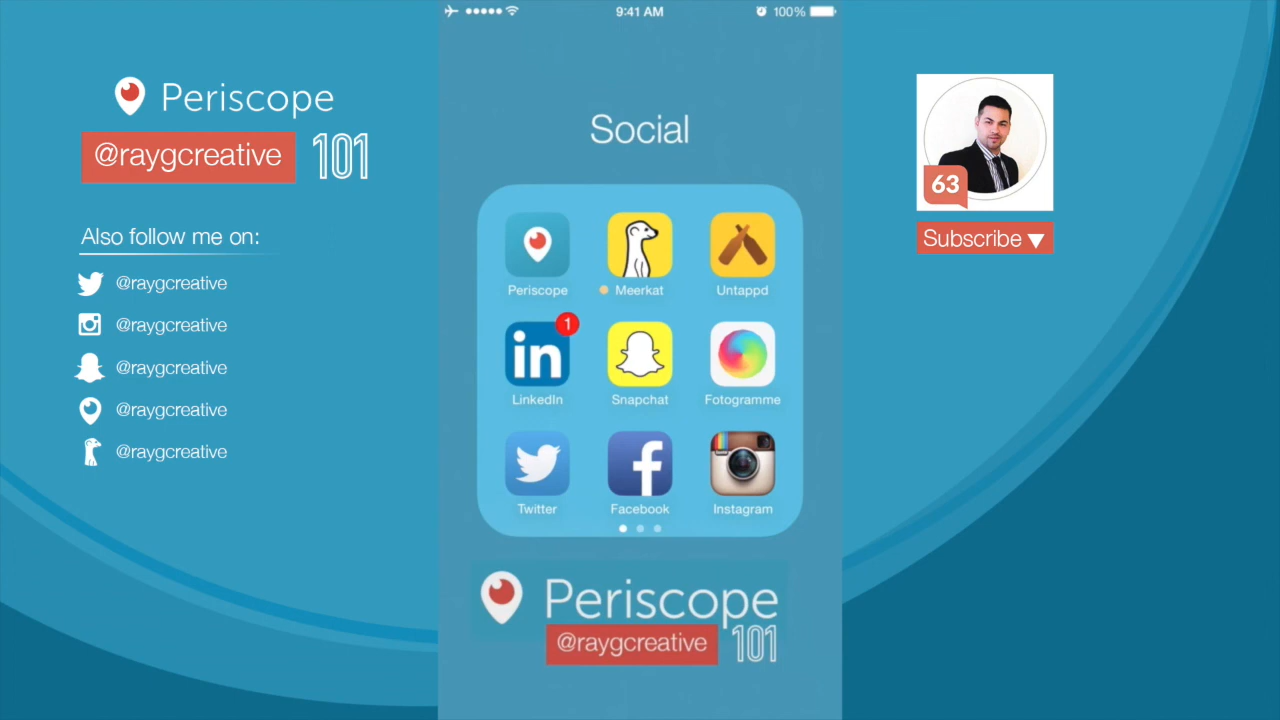 Periscope
@raygcreative 101
Also follow me on:
@raygcreative
@raygcreative
@raygcreative
@raygcreative
@raygcreative
9:41 AM 100%
Social
Periscope Meerkat Untappd
1
in
LinkedIn Snapchat Fotogramme
f
Twitter Facebook Instagram
Periscope
@raygcreative 101
63
Subscribe